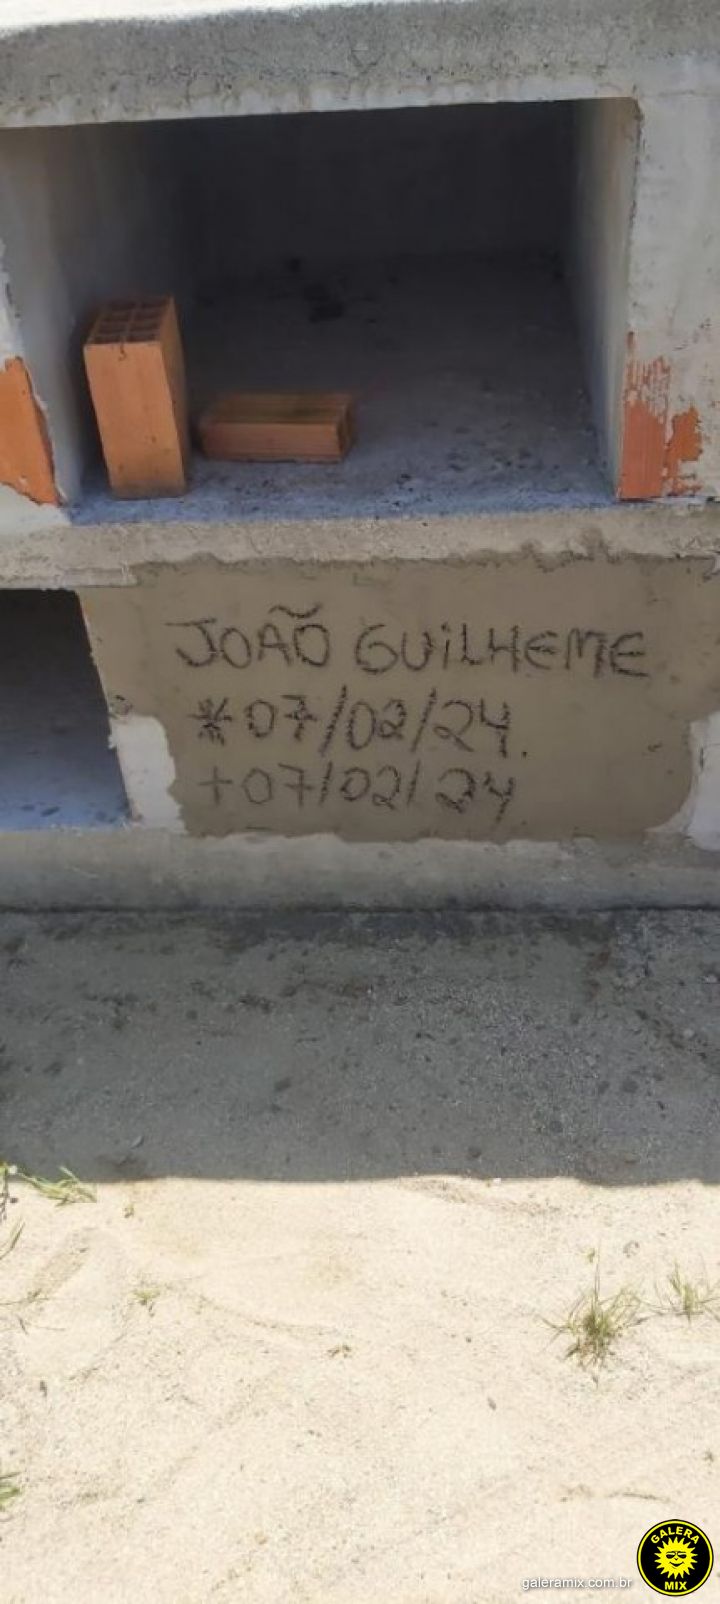 JOÃO GUILHEME
*07/02/24.
+07/02/24
GALERA
MIX
galeramix.com.br